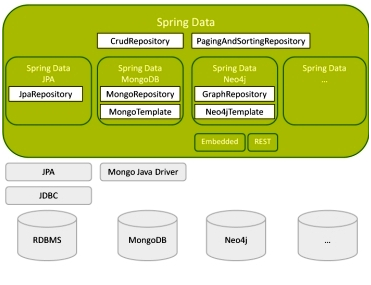 Spring Data
CrudRepository
PagingAndSortingRepository
Spring Data
JPA
JpaRepository
Spring Data
MongoDB
MongoRepository
MongoTemplate
Spring Data
Neo4j
GraphRepository
Neo4jTemplate
Spring Data
...
Embedded
REST
JPA
Mongo Java Driver
JDBC
RDBMS
MongoDB
Neo4j
...